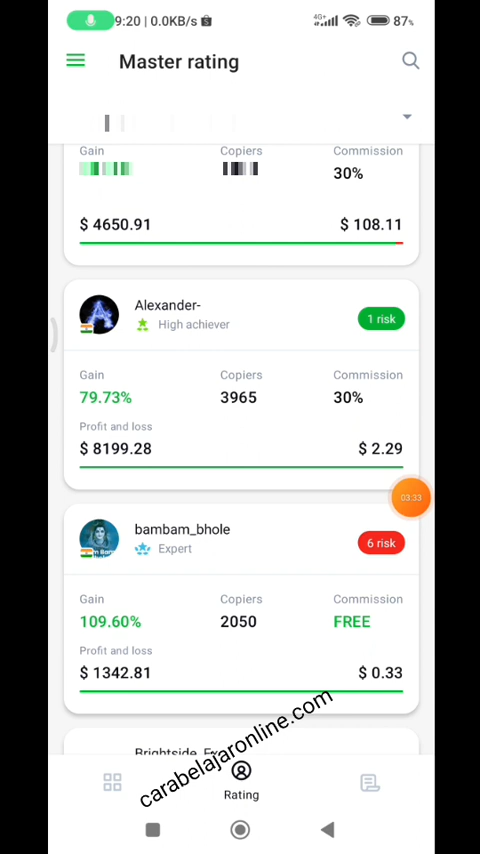 9:20 | 0.0KB/s
4G+
87%
Master rating
Gain
Copiers
Commission
30%
$ 4650.91
$ 108.11
Alexander-
High achiever
1 risk
Gain
Copiers
Commission
79.73%
3965
30%
Profit and loss
$ 8199.28
$ 2.29
03:33
bambam_bhole
Expert
6 risk
Gain
Copiers
Commission
109.60%
2050
FREE
Profit and loss
$ 1342.81
$ 0.33
carabelajaronline.com
Rating